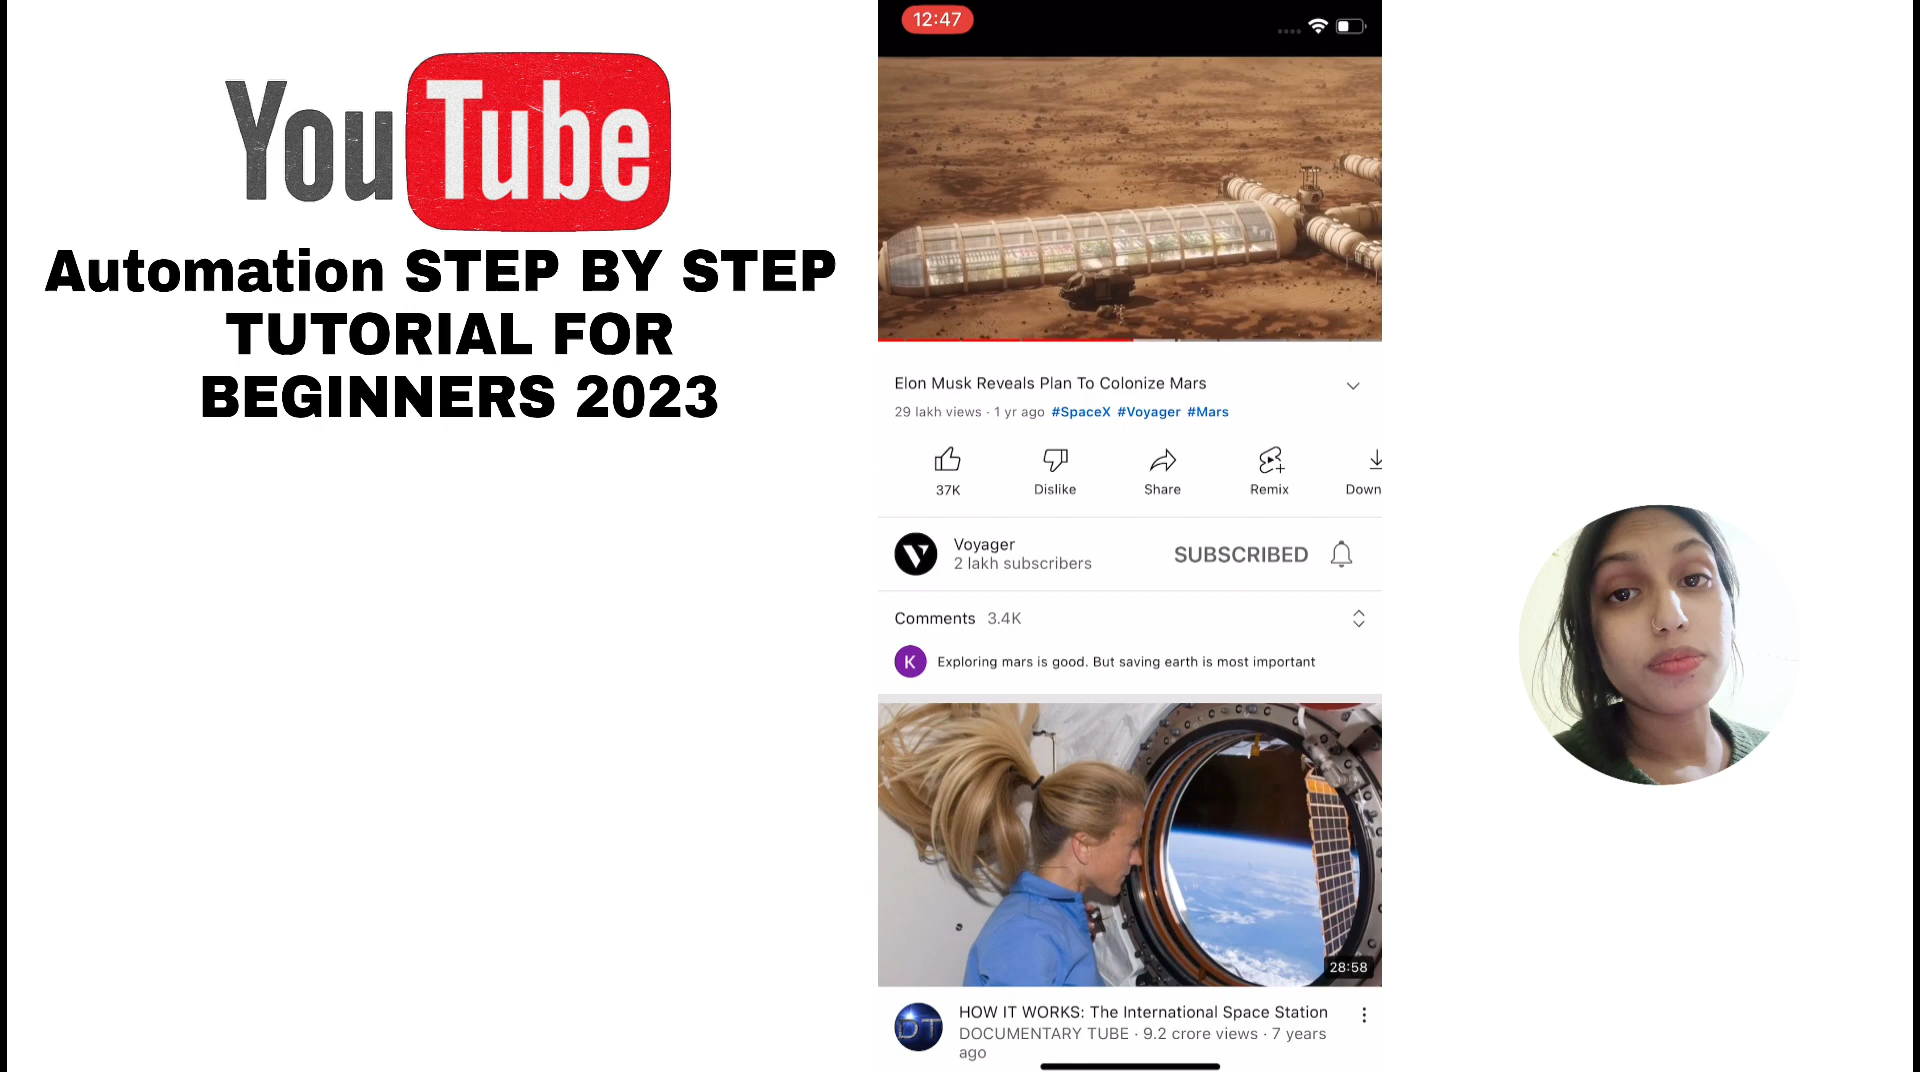 YouTube
Automation STEP BY STEP
TUTORIAL FOR
BEGINNERS 2023
12:47
Elon Musk Reveals Plan To Colonize Mars
29 lakh views · 1 yr ago #SpaceX #Voyager #Mars
37K
Dislike
Share
Remix
Down
Voyager
2 lakh subscribers
SUBSCRIBED
Comments 3.4K
K
Exploring mars is good. But saving earth is most important
28:58
DT
HOW IT WORKS: The International Space Station
DOCUMENTARY TUBE · 9.2 crore views · 7 years
ago